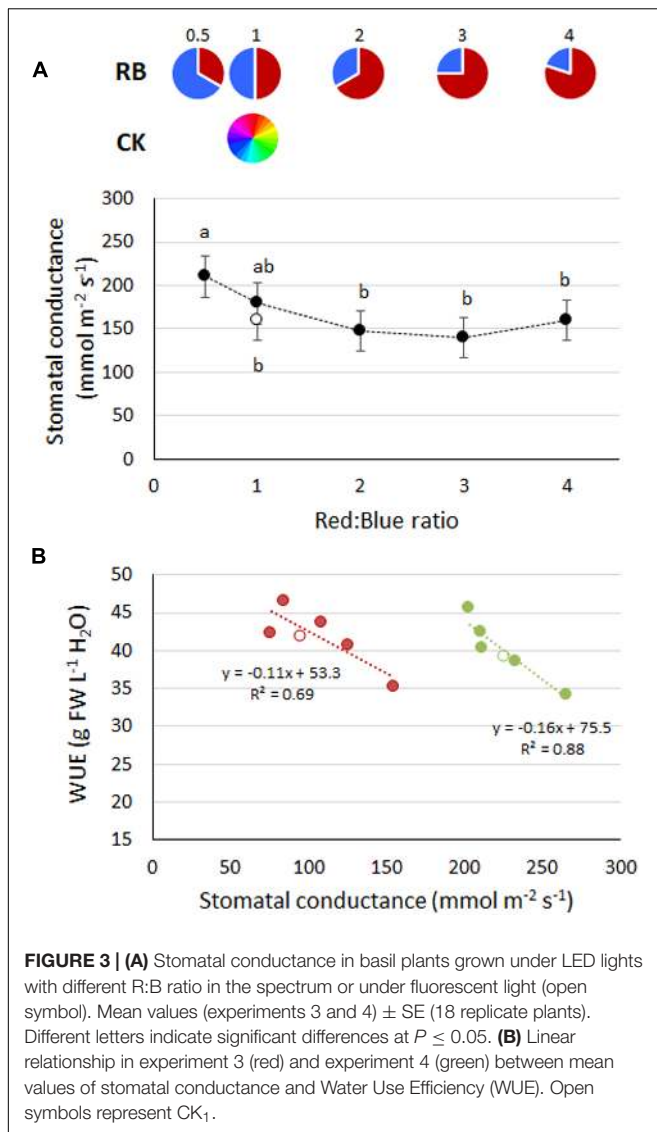 0.5 1 2 3 4
A RB
CK
300
250
200
150
100
50
0
Stomatal conductance
(mmol m⁻² s⁻¹)
a
ab
b
b
b
b
0 1 2 3 4
Red:Blue ratio
B
50
45
40
35
30
25
20
15
WUE (g FW L⁻¹ H₂O)
y = -0.11x + 53.3
R² = 0.69
y = -0.16x + 75.5
R² = 0.88
0 50 100 150 200 250 300
Stomatal conductance (mmol m⁻² s⁻¹)
FIGURE 3 | (A) Stomatal conductance in basil plants grown under LED lights
with different R:B ratio in the spectrum or under fluorescent light (open
symbol). Mean values (experiments 3 and 4) ± SE (18 replicate plants).
Different letters indicate significant differences at P ≤ 0.05. (B) Linear
relationship in experiment 3 (red) and experiment 4 (green) between mean
values of stomatal conductance and Water Use Efficiency (WUE). Open
symbols represent CK₁.